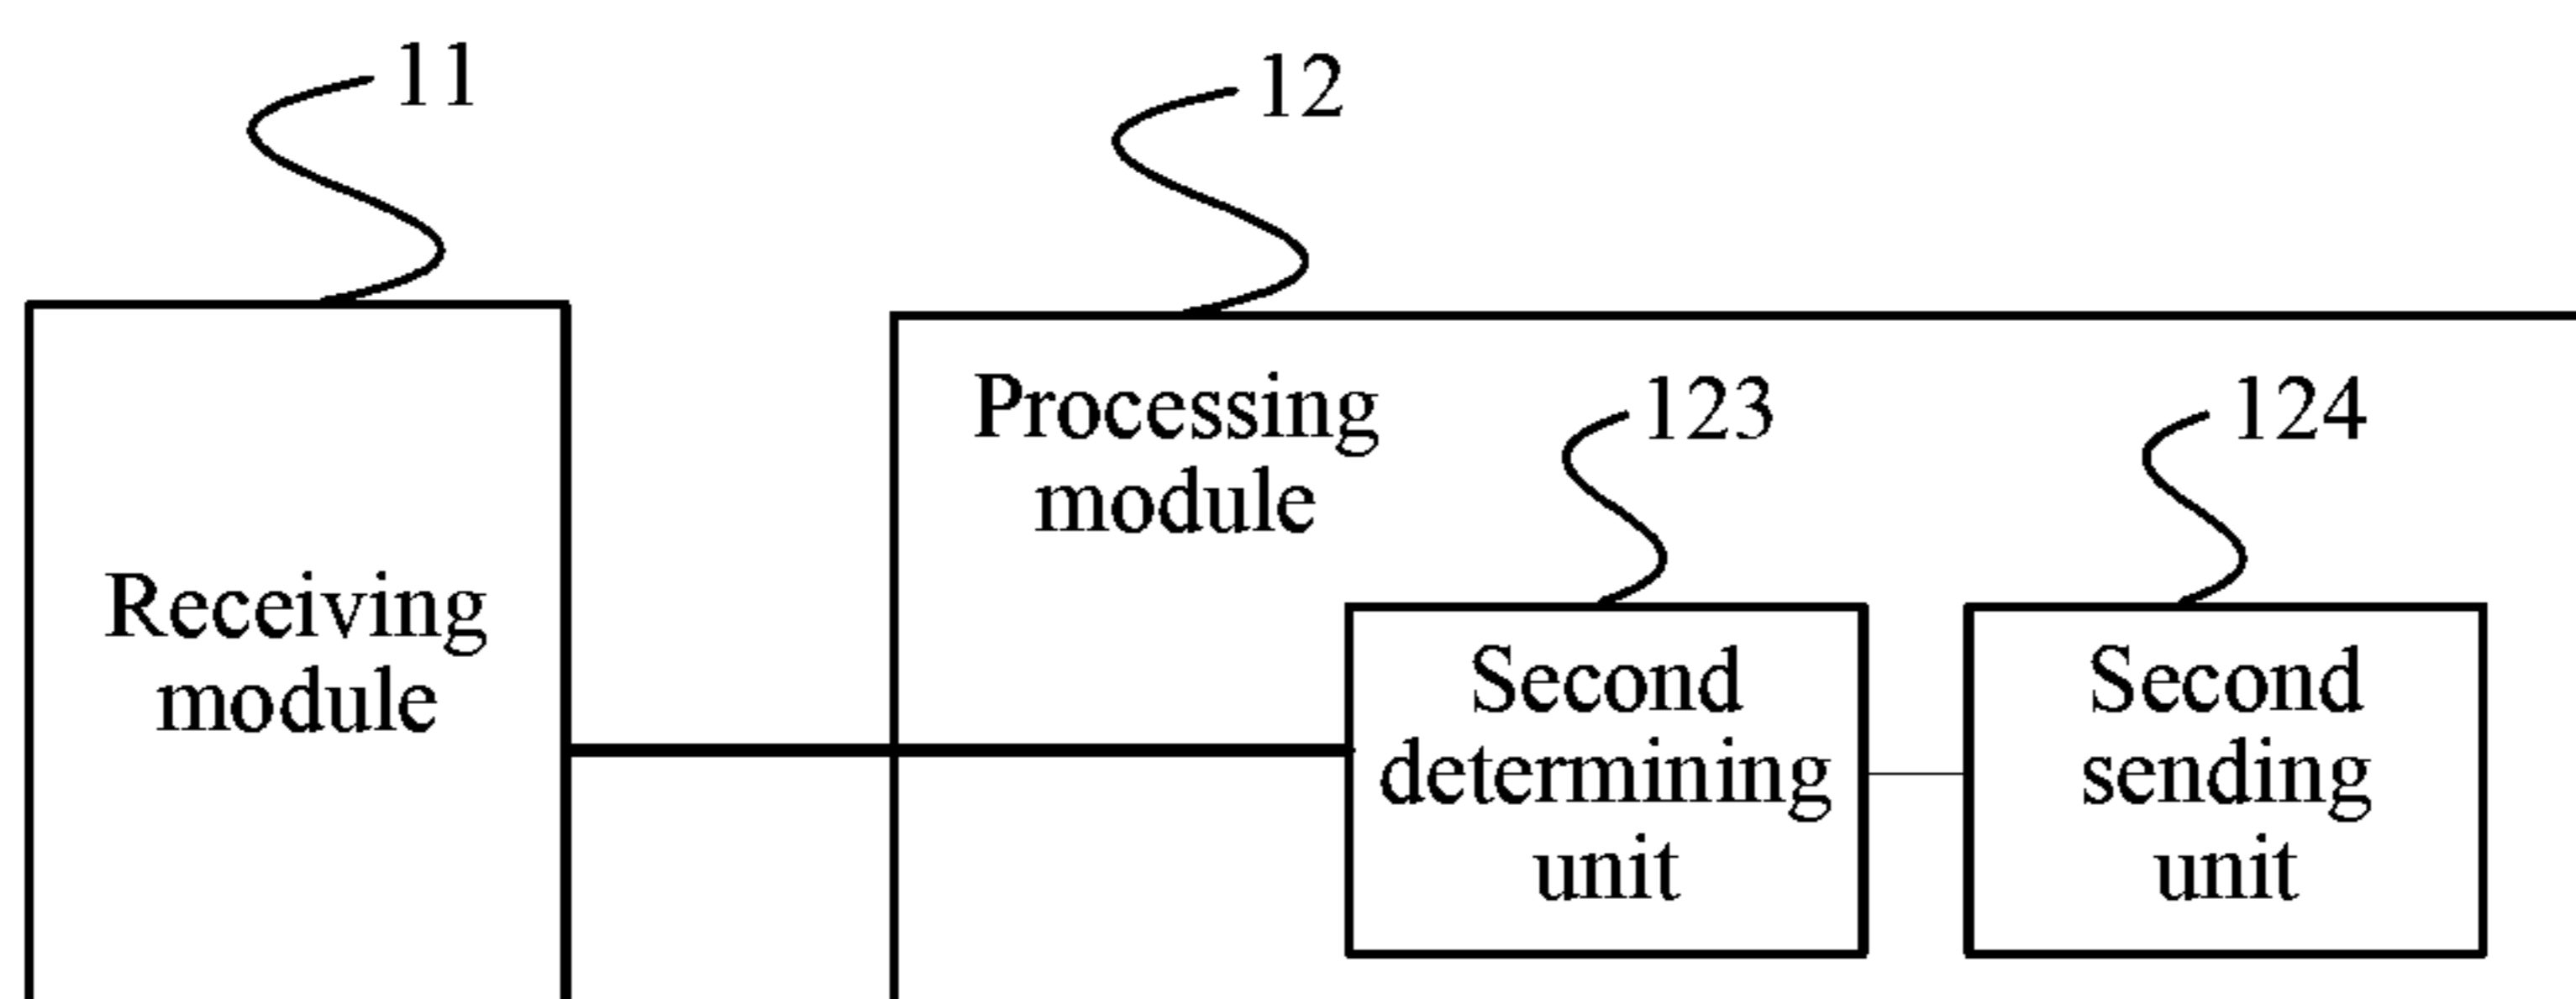 11
12
Processing
module
123
124
Receiving
module
Second
determining
unit
Second
sending
unit